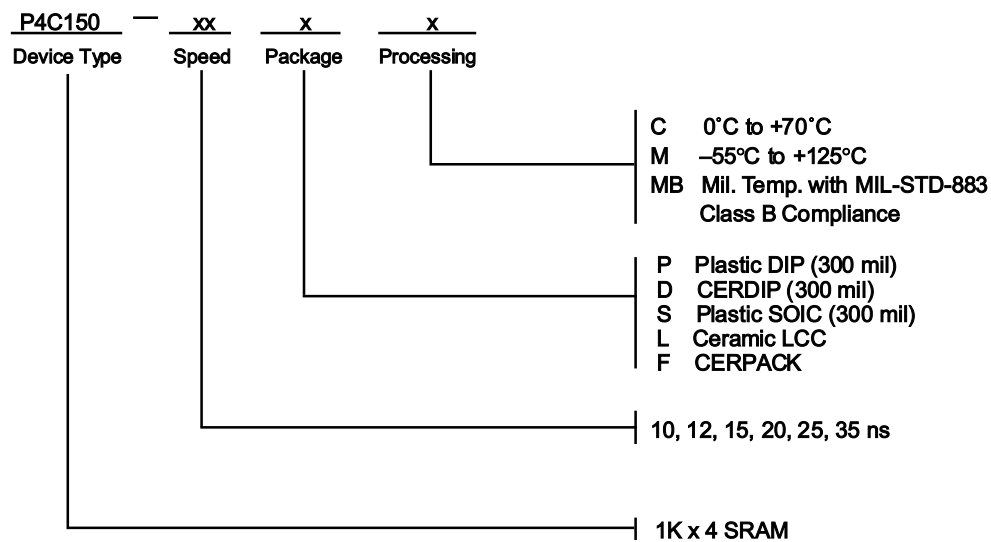 P4C150 — xx x x
Device Type Speed Package Processing
C 0˚C to +70˚C
M –55°C to +125°C
MB Mil. Temp. with MIL-STD-883
Class B Compliance
P Plastic DIP (300 mil)
D CERDIP (300 mil)
S Plastic SOIC (300 mil)
L Ceramic LCC
F CERPACK
10, 12, 15, 20, 25, 35 ns
1K x 4 SRAM